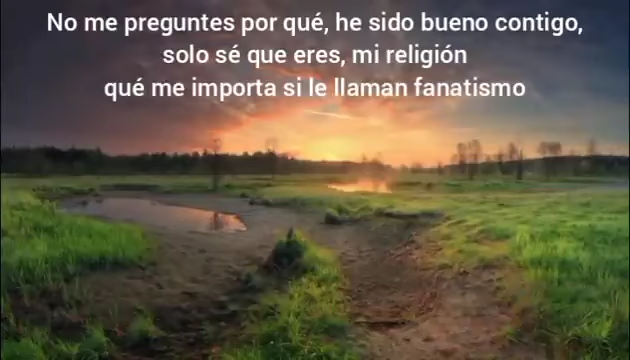 No me preguntes por qué, he sido bueno contigo,
solo sé que eres, mi religión
qué me importa si le llaman fanatismo